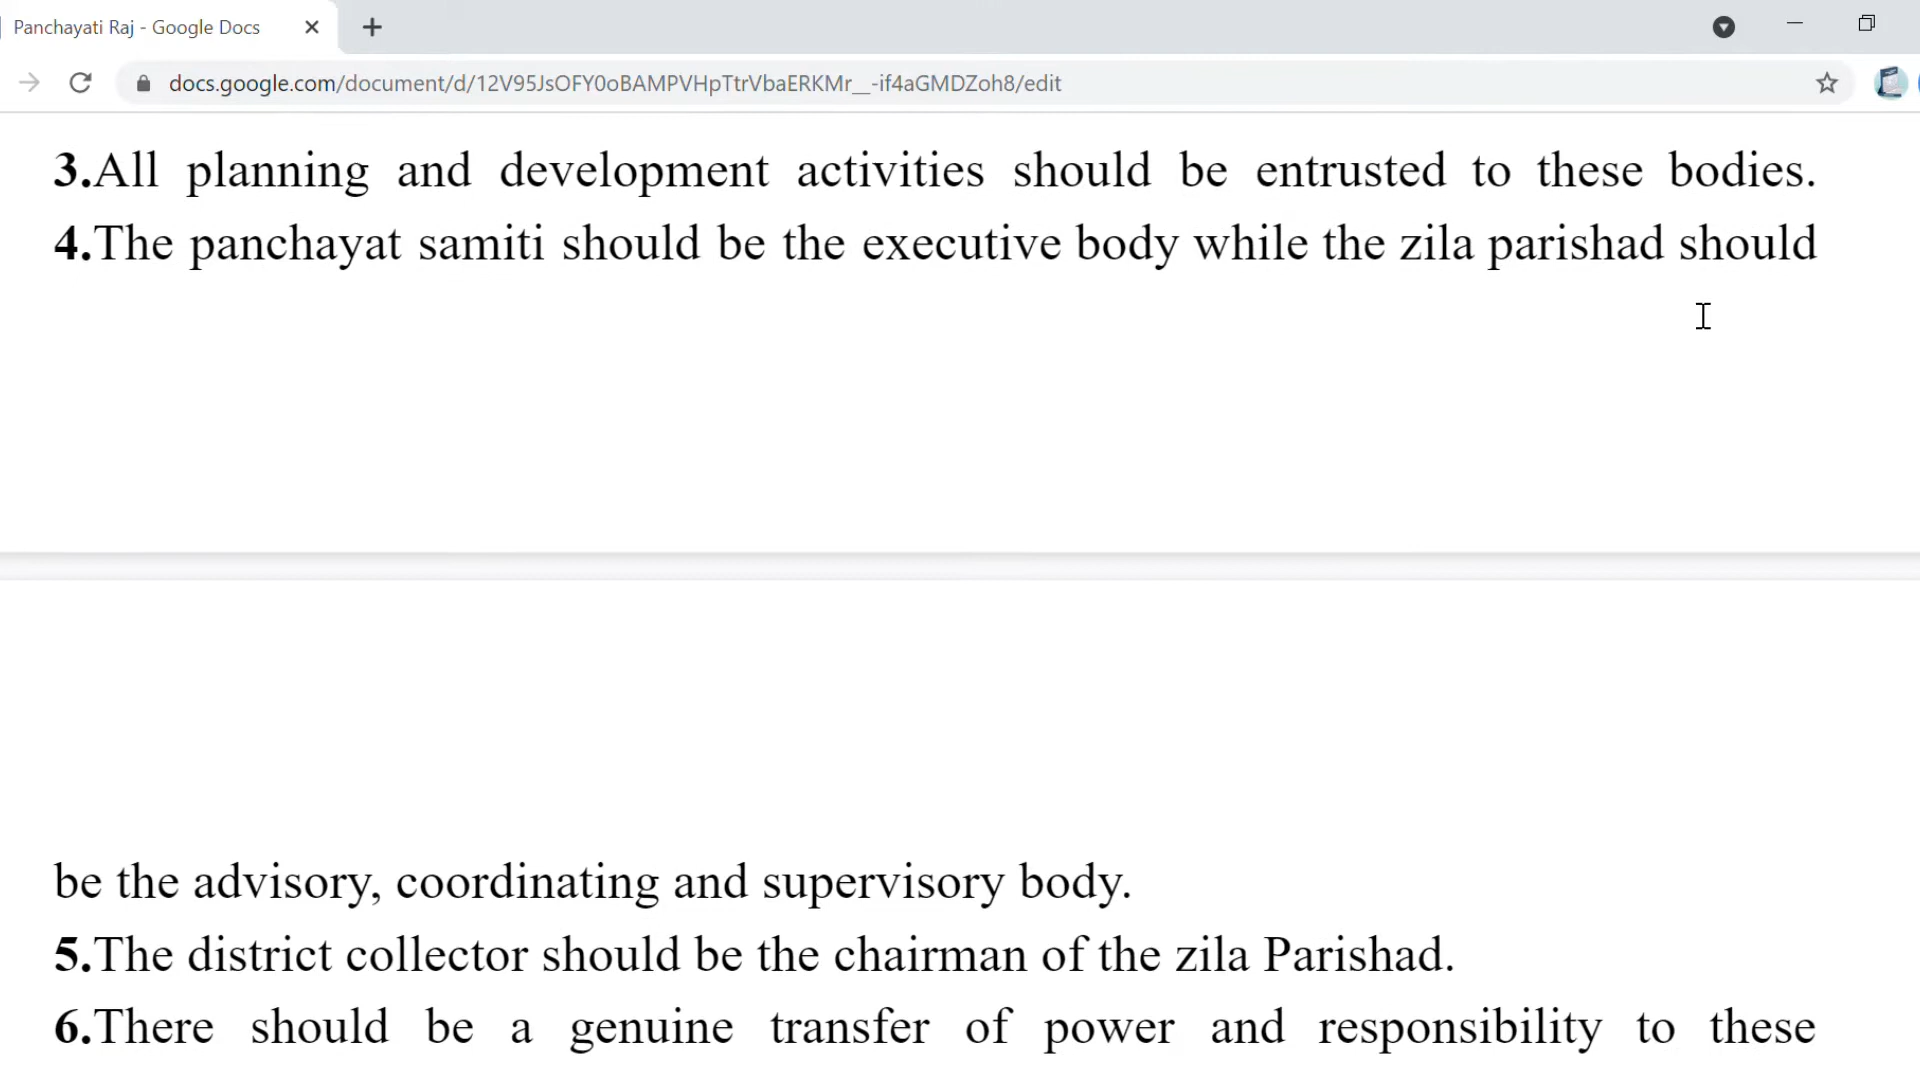 Panchayati Raj - Google Docs
docs.google.com/document/d/12V95JsOFY0oBAMPVHpTtrVbaERKMr__-if4aGMDZoh8/edit
3.All planning and development activities should be entrusted to these bodies.
4.The panchayat samiti should be the executive body while the zila parishad should
be the advisory, coordinating and supervisory body.
5.The district collector should be the chairman of the zila Parishad.
6.There should be a genuine transfer of power and responsibility to these